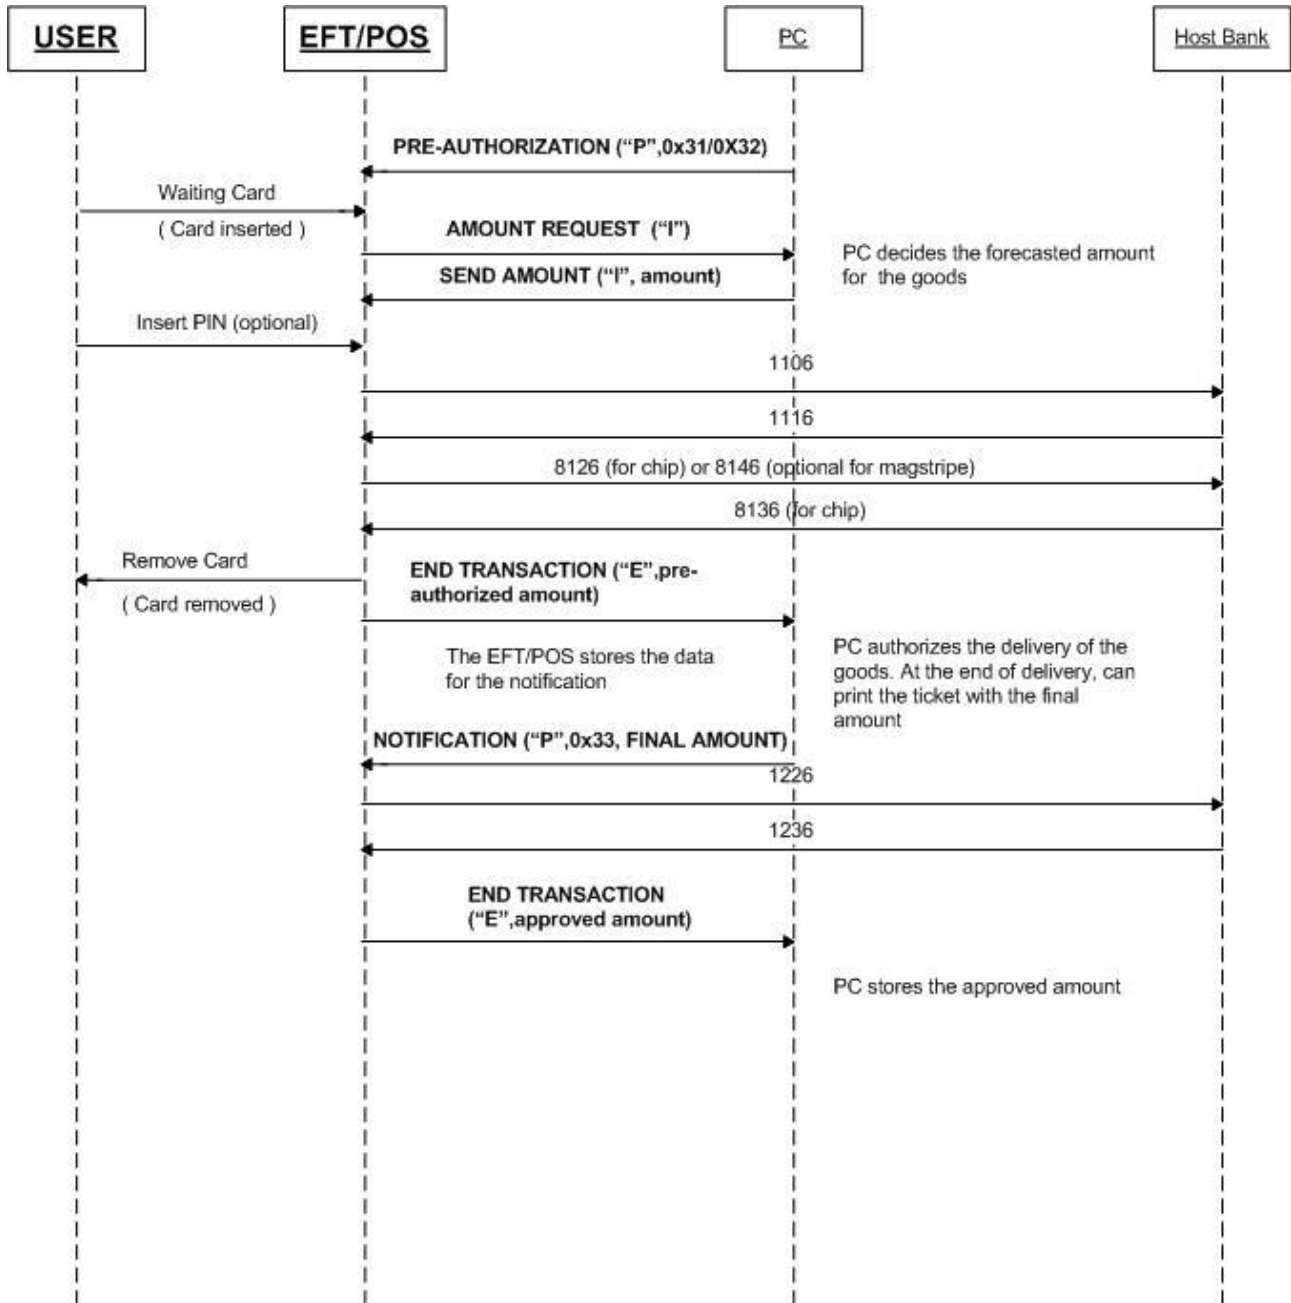 USER
EFT/POS
PC
Host Bank
PRE-AUTHORIZATION (“P”,0x31/0X32)
Waiting Card
( Card inserted )
AMOUNT REQUEST  (“I”)
PC decides the forecasted amount
for  the goods
SEND AMOUNT (“I”, amount)
Insert PIN (optional)
1106
1116
8126 (for chip) or 8146 (optional for magstripe)
8136 (for chip)
Remove Card
( Card removed )
END TRANSACTION (“E”,pre-
authorized amount)
The EFT/POS stores the data
for the notification
PC authorizes the delivery of the
goods. At the end of delivery, can
print the ticket with the final
amount
NOTIFICATION (“P”,0x33, FINAL AMOUNT)
1226
1236
END TRANSACTION
(“E”,approved amount)
PC stores the approved amount